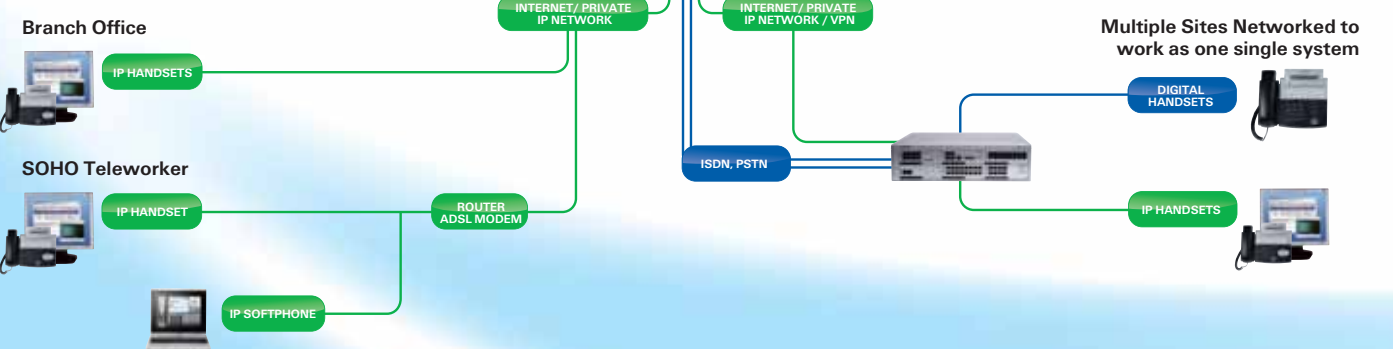 INTERNET/ PRIVATE
IP NETWORK
INTERNET/ PRIVATE
IP NETWORK / VPN
Branch Office
Multiple Sites Networked to
work as one single system
IP HANDSETS
DIGITAL
HANDSETS
ISDN, PSTN
SOHO Teleworker
IP HANDSET
ROUTER
ADSL MODEM
IP HANDSETS
IP SOFTPHONE